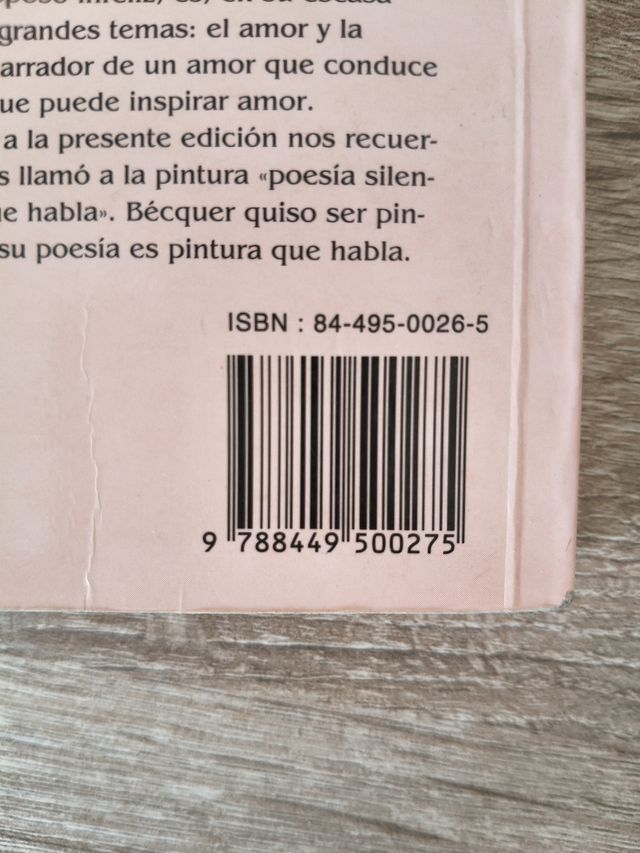 grandes temas: el amor y la
arrador de un amor que conduce
ue puede inspirar amor.
a la presente edición nos recuer-
s llamó a la pintura «poesía silen-
ue habla». Bécquer quiso ser pin-
su poesía es pintura que habla.
ISBN : 84-495-0026-5
9 788449 500275